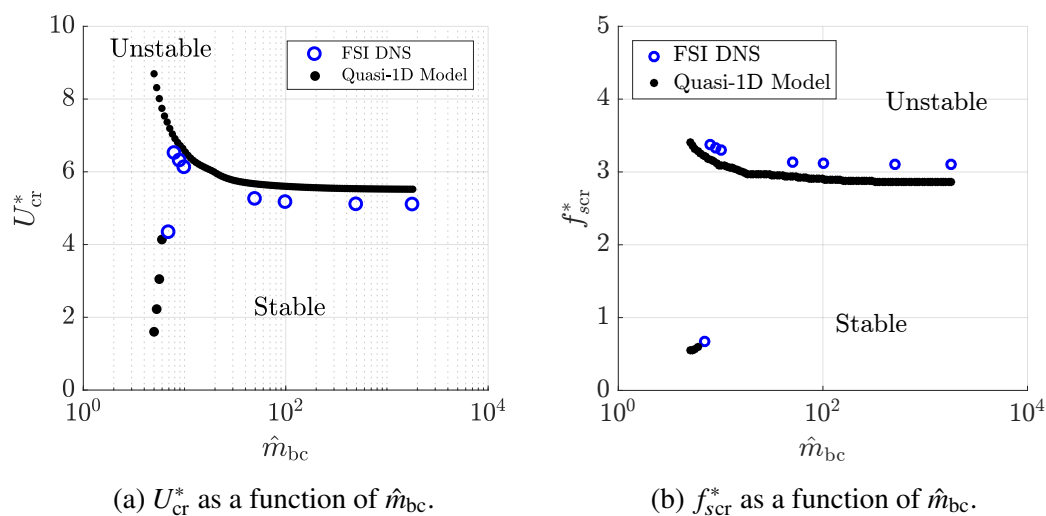 10
8
6
4
2
0
U*cr
Unstable
FSI DNS
Quasi-1D Model
Stable
10^0
10^2
10^4
m̂bc
(a) U*cr as a function of m̂bc.
5
4
3
2
1
0
f*scr
FSI DNS
Quasi-1D Model
Unstable
Stable
10^0
10^2
10^4
m̂bc
(b) f*scr as a function of m̂bc.